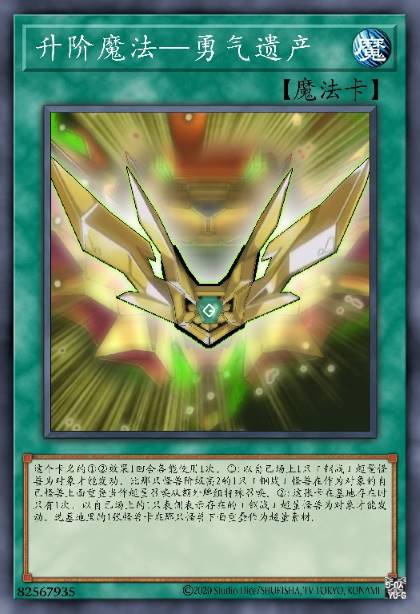 升阶魔法—勇气遗产
魔
【魔法卡】
这个卡名的①②效果1回合各能使用1次。①：以自己场上1只「钢战」超量怪
兽为对象才能发动。比那只怪兽阶级高2的1只「钢战」怪兽在作为对象的自
己怪兽上面重叠当作超量召唤从额外牌组特殊召唤。②：这张卡在墓地存在时
只有1次，以自己场上的1只表侧表示存在的「钢战」超量怪兽为对象才能发
动。选墓地里的1张怪兽卡在那只怪兽下面重叠作为超量素材。
82567935
©2020 Studio Dice/SHUEISHA, TV TOKYO, KONAMI